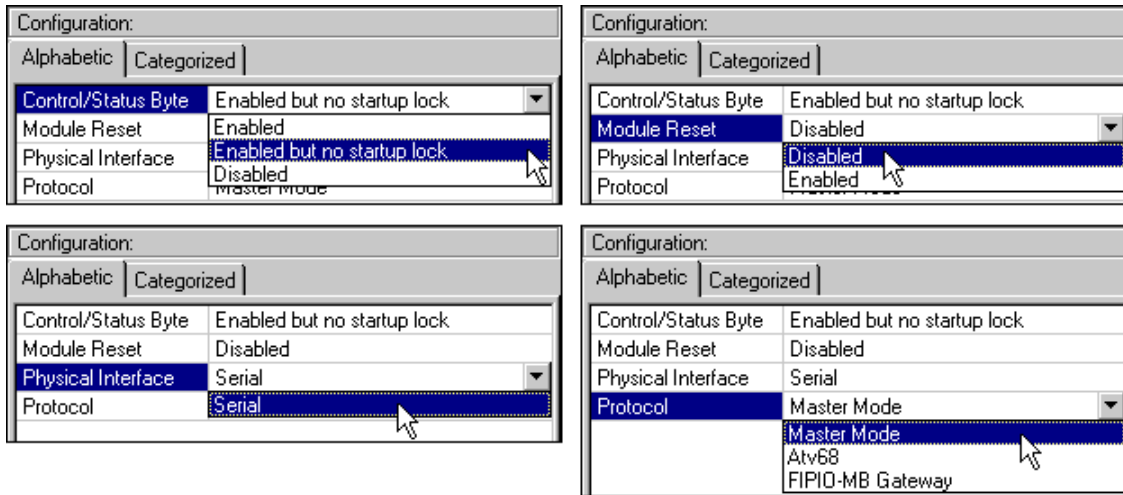 Configuration:
Alphabetic Categorized
Control/Status Byte Enabled but no startup lock
Module Reset Enabled
Physical Interface Enabled but no startup lock
Protocol Disabled
Master Mode
Configuration:
Alphabetic Categorized
Control/Status Byte Enabled but no startup lock
Module Reset Disabled
Physical Interface Disabled
Protocol Enabled
Configuration:
Alphabetic Categorized
Control/Status Byte Enabled but no startup lock
Module Reset Disabled
Physical Interface Serial
Protocol Serial
Configuration:
Alphabetic Categorized
Control/Status Byte Enabled but no startup lock
Module Reset Disabled
Physical Interface Serial
Protocol Master Mode
Master Mode
Atv68
FIPIO-MB Gateway